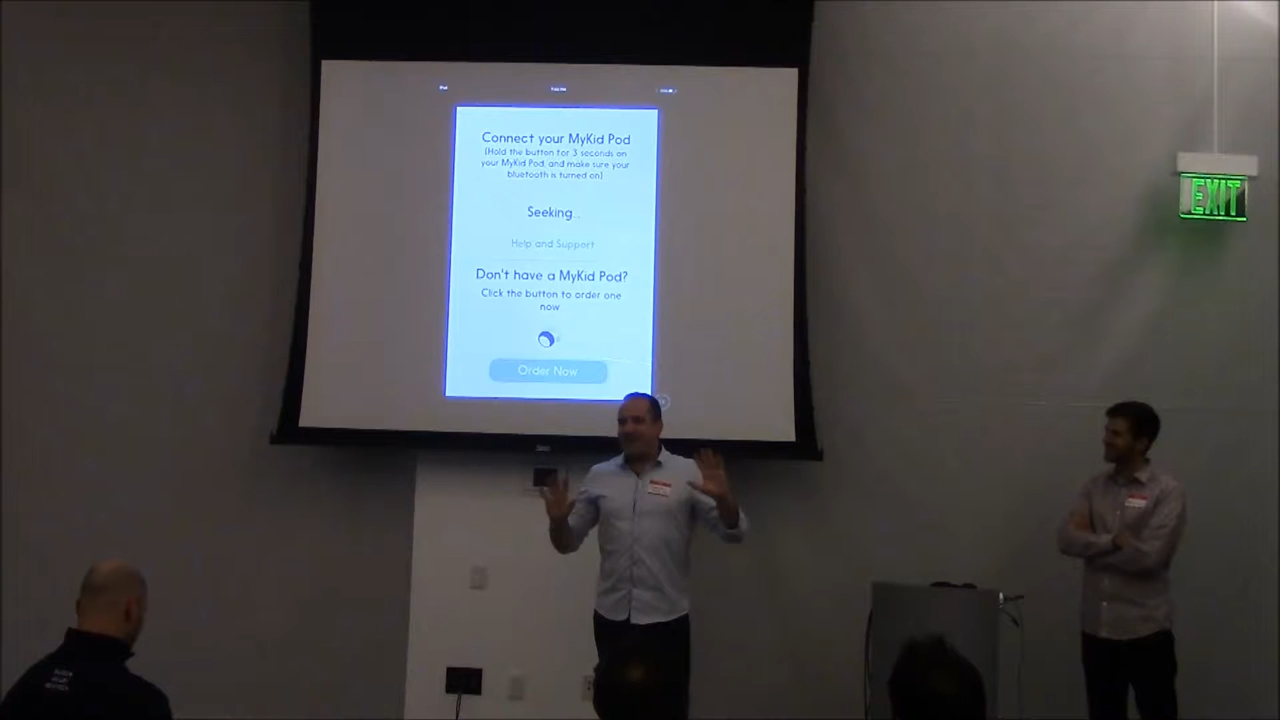 iPod
Connect your MyKid Pod
(Hold the button for 3 seconds on
your MyKid Pod, and make sure your
bluetooth is turned on)
Seeking...
Help and Support
Don't have a MyKid Pod?
Click the button to order one
now
Order Now
EXIT